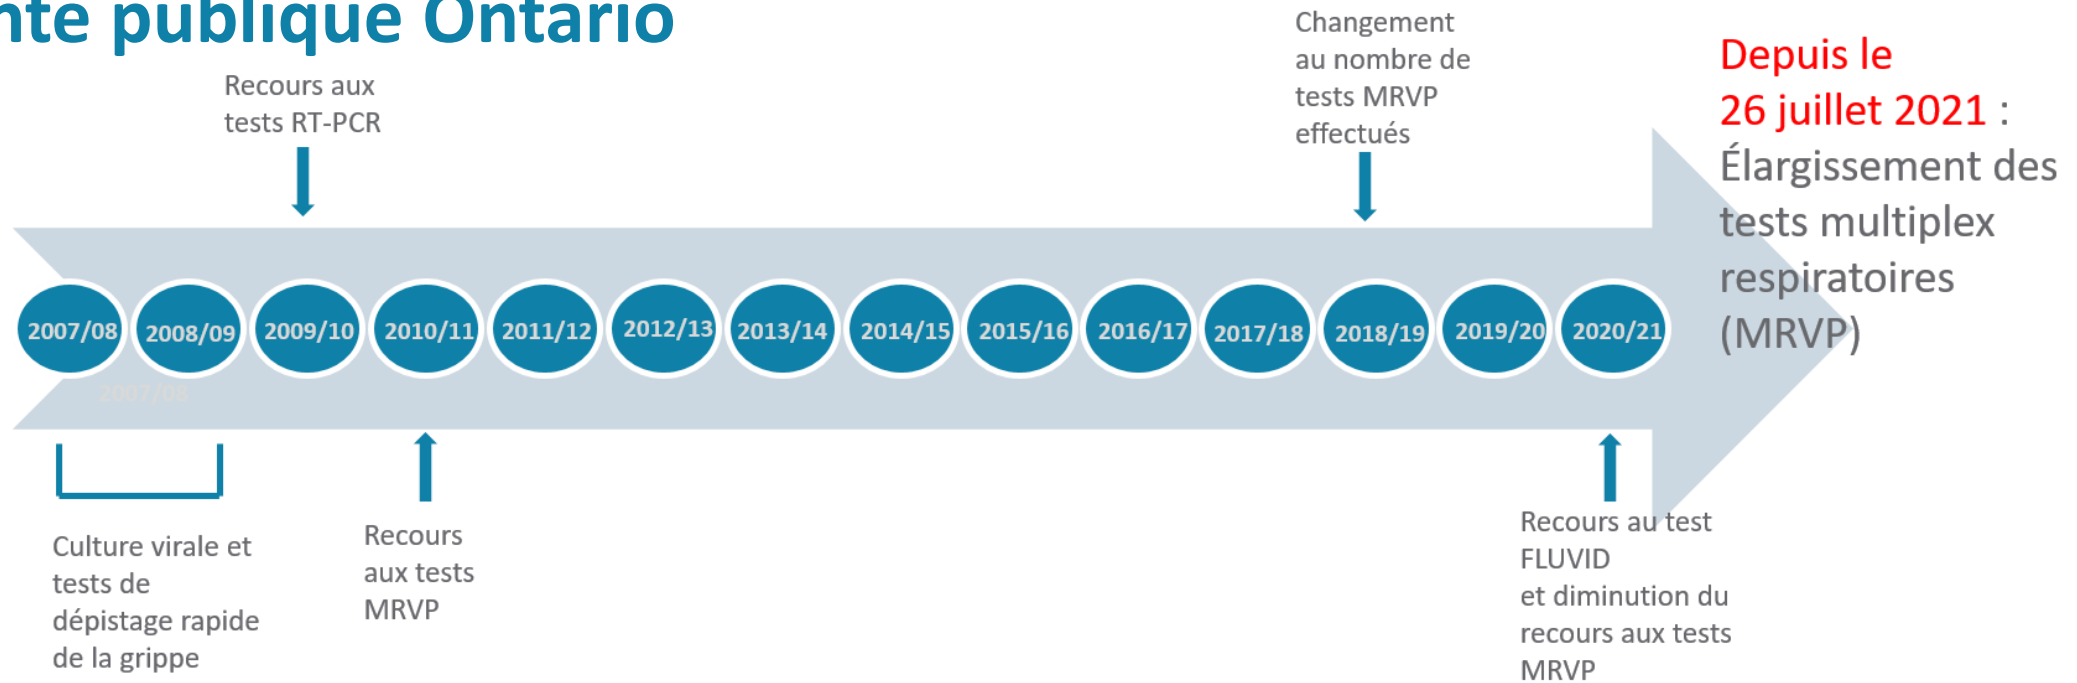 publique Ontario
Recours aux
tests RT-PCR
Changement
au nombre de
tests MRVP
effectués
Depuis le
26 juillet 2021 :
Élargissement des
tests multiplex
respiratoires
(MRVP)
2007/08
2008/09
2009/10
2010/11
2011/12
2012/13
2013/14
2014/15
2015/16
2016/17
2017/18
2018/19
2019/20
2020/21
2007/08
Culture virale et
tests de
dépistage rapide
de la grippe
Recours
aux tests
MRVP
Recours au test
FLUVID
et diminution du
recours aux tests
MRVP